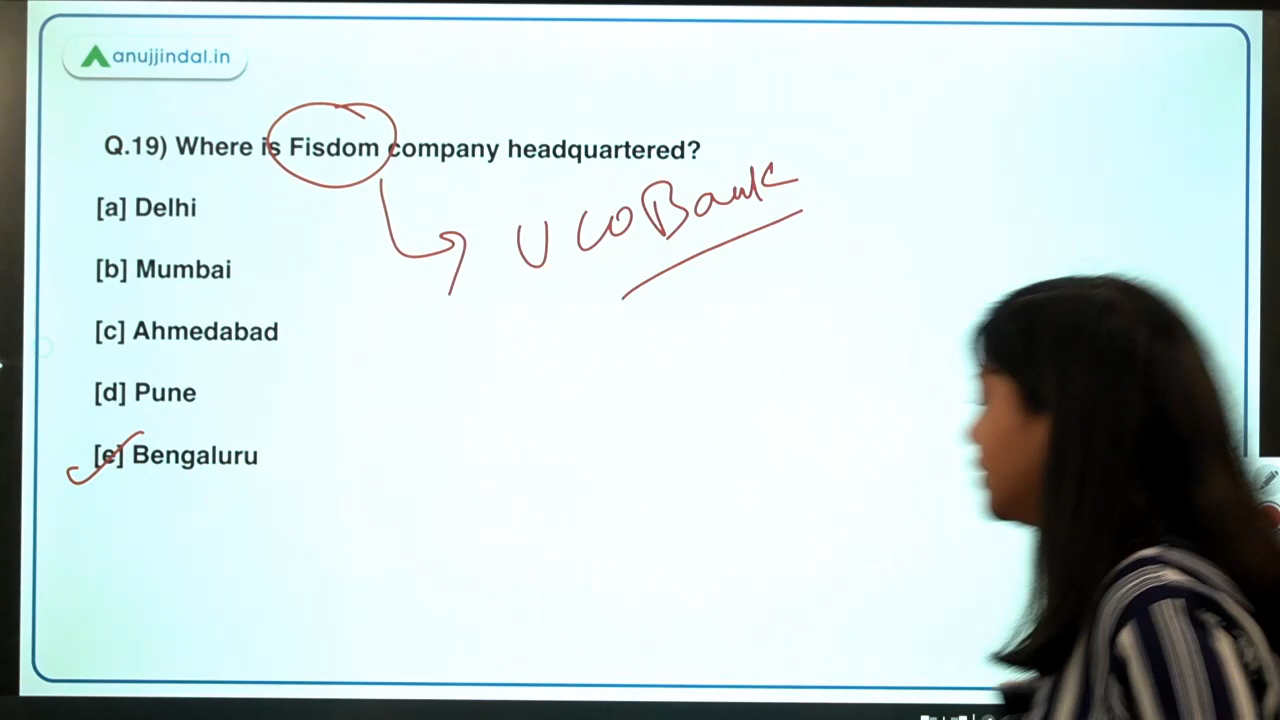 anujjindal.in
Q.19) Where is Fisdom company headquartered?
UCO Bank
[a] Delhi
[b] Mumbai
[c] Ahmedabad
[d] Pune
[e] Bengaluru